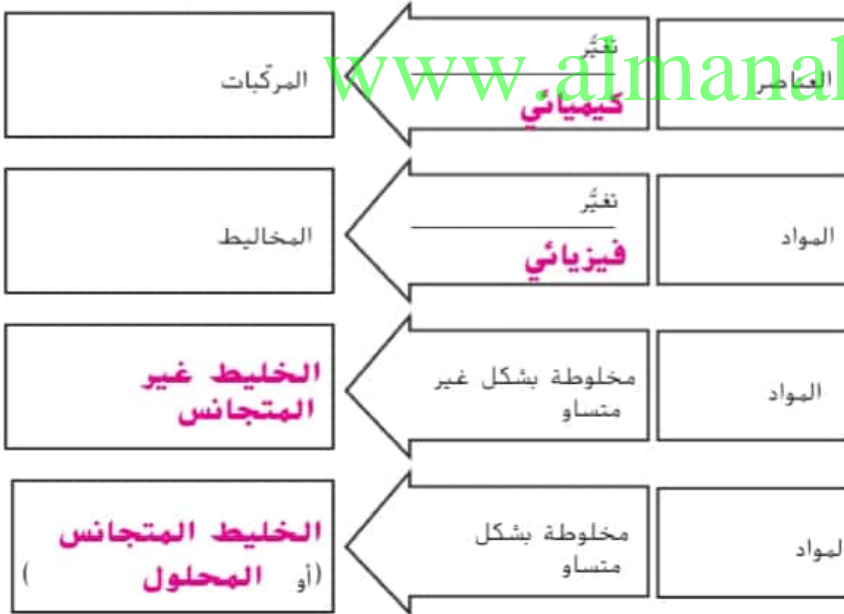 العناصر
تغيُّر
كيميائي
المركّبات
www.almanah
المواد
تغيُّر
فيزيائي
المخاليط
المواد
مخلوطة بشكل غير
متساو
الخليط غير
المتجانس
لمواد
مخلوطة بشكل
متساو
الخليط المتجانس
(أو المحلول )